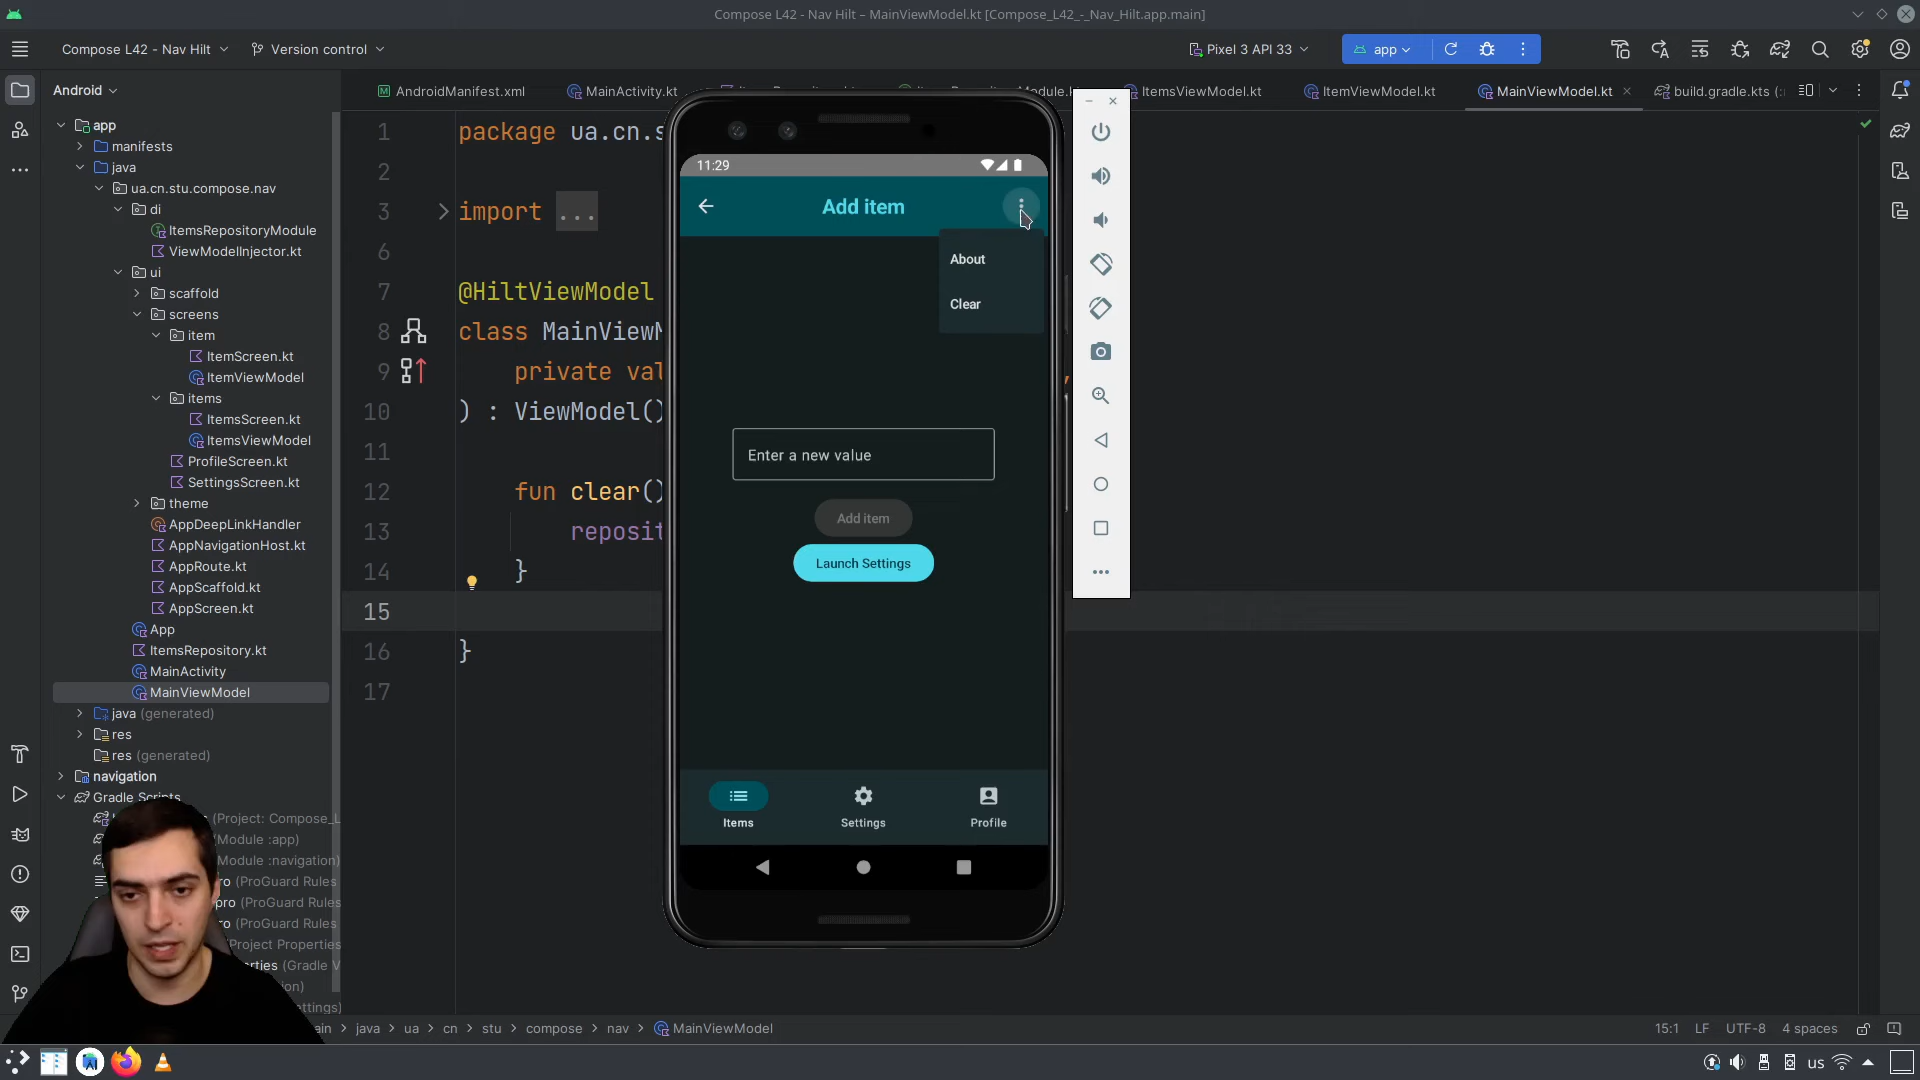 Compose L42 - Nav Hilt – MainViewModel.kt [Compose_L42_-_Nav_Hilt.app.main]
Compose L42 - Nav Hilt
Version control
Pixel 3 API 33
app
Android
AndroidManifest.xml
MainActivity.kt
ItemsViewModel.kt
ItemViewModel.kt
MainViewModel.kt
build.gradle.kts (:
app
manifests
java
ua.cn.stu.compose.nav
di
ItemsRepositoryModule
ViewModelInjector.kt
ui
scaffold
screens
item
ItemScreen.kt
ItemViewModel
items
ItemsScreen.kt
ItemsViewModel
ProfileScreen.kt
SettingsScreen.kt
theme
AppDeepLinkHandler
AppNavigationHost.kt
AppRoute.kt
AppScaffold.kt
AppScreen.kt
App
ItemsRepository.kt
MainActivity
MainViewModel
java (generated)
res
res (generated)
navigation
Gradle Scripts
(Project: Compose_L
(Module :app)
(Module :navigation)
ro (ProGuard Rules
pro (ProGuard Rules
ro (ProGuard Rules
(Project Properties
erties (Gradle V
ion)
ettings)
1 package ua.cn.s
2
3 import ...
6
7 @HiltViewModel
8 class MainViewM
9 private val
10 ) : ViewModel()
11
12 fun clear()
13 reposit
14 }
15
16 }
17
11:29
Add item
About
Clear
Enter a new value
Add item
Launch Settings
Items
Settings
Profile
ain > java > ua > cn > stu > compose > nav > MainViewModel
15:1 LF UTF-8 4 spaces
us